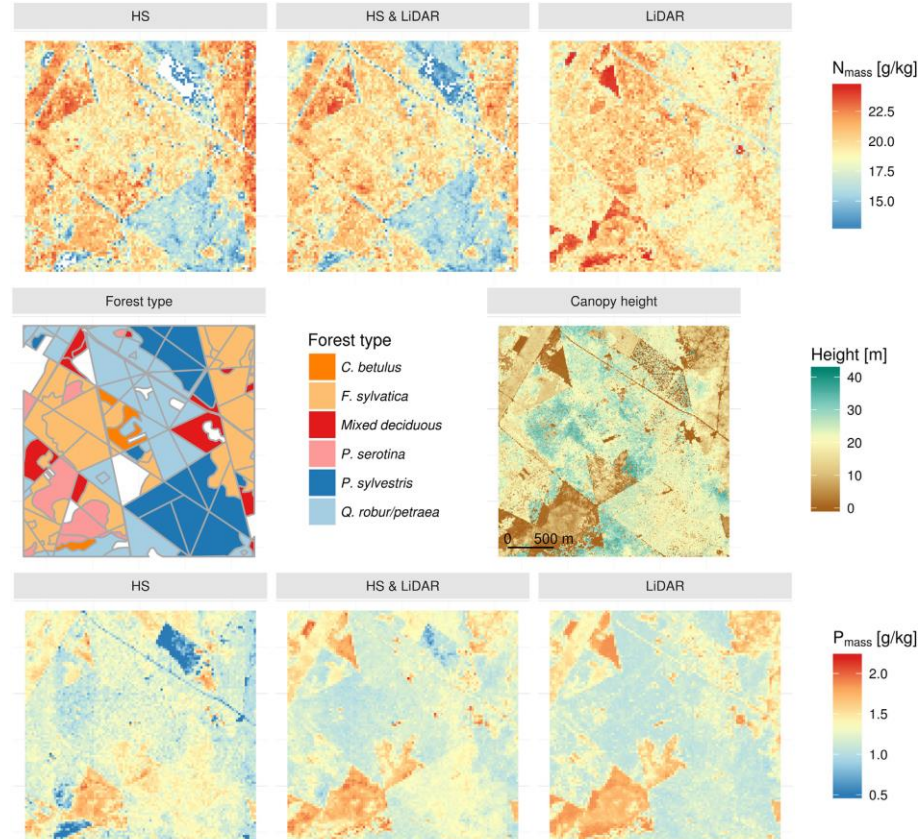 HS
HS & LiDAR
LiDAR
Nmass [g/kg]
22.5
20.0
17.5
15.0
Forest type
Forest type
C. betulus
F. sylvatica
Mixed deciduous
P. serotina
P. sylvestris
Q. robur/petraea
Canopy height
0 500 m
Height [m]
40
30
20
10
0
HS
HS & LiDAR
LiDAR
Pmass [g/kg]
2.0
1.5
1.0
0.5